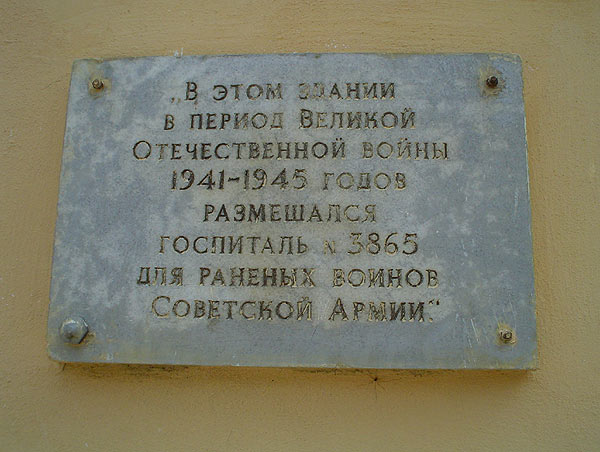 „В ЭТОМ ЗДАНИИ
В ПЕРИОД ВЕЛИКОЙ
ОТЕЧЕСТВЕННОЙ ВОЙНЫ
1941-1945 ГОДОВ
РАЗМЕШАЛСЯ
ГОСПИТАЛЬ № 3865
ДЛЯ РАНЕНЫХ ВОИНОВ
СОВЕТСКОЙ АРМИИ."